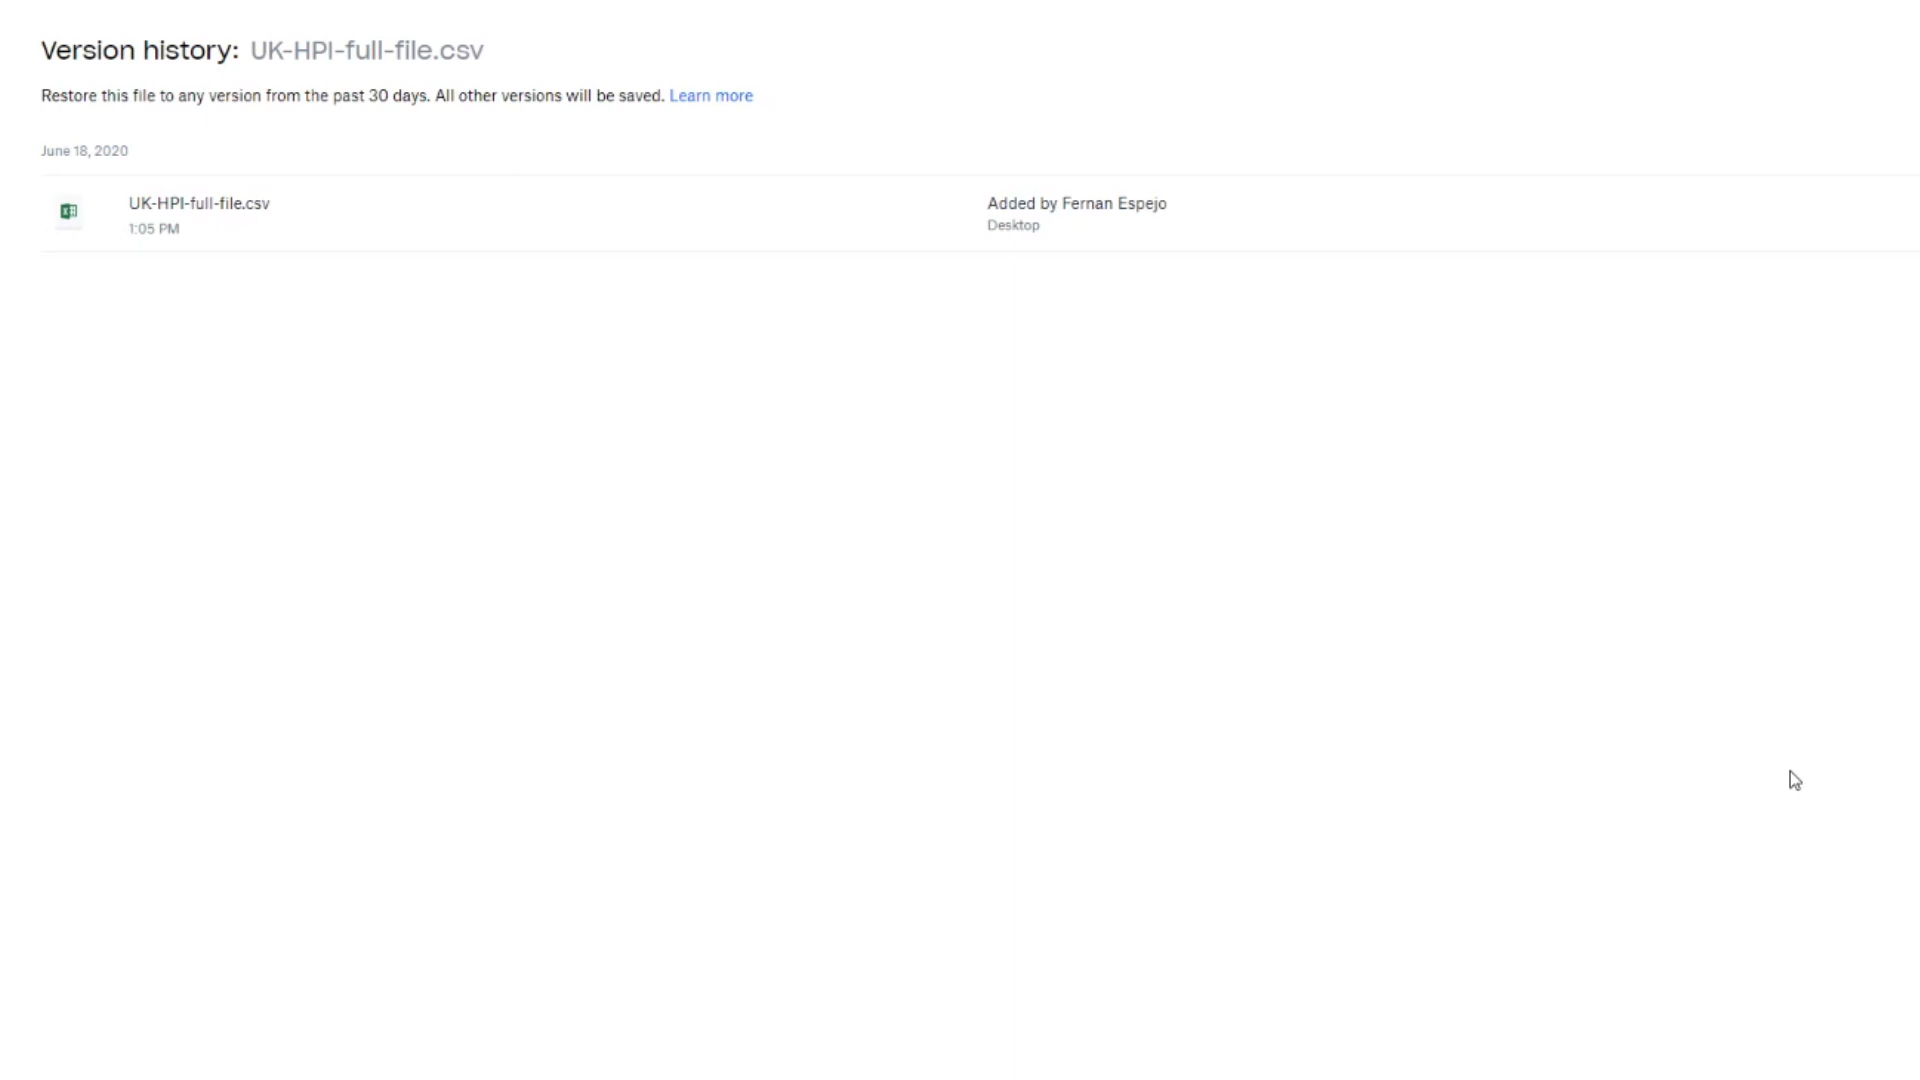 Version history: UK-HPI-full-file.csv
Restore this file to any version from the past 30 days. All other versions will be saved. Learn more
June 18, 2020
UK-HPI-full-file.csv
1:05 PM
Added by Fernan Espejo
Desktop